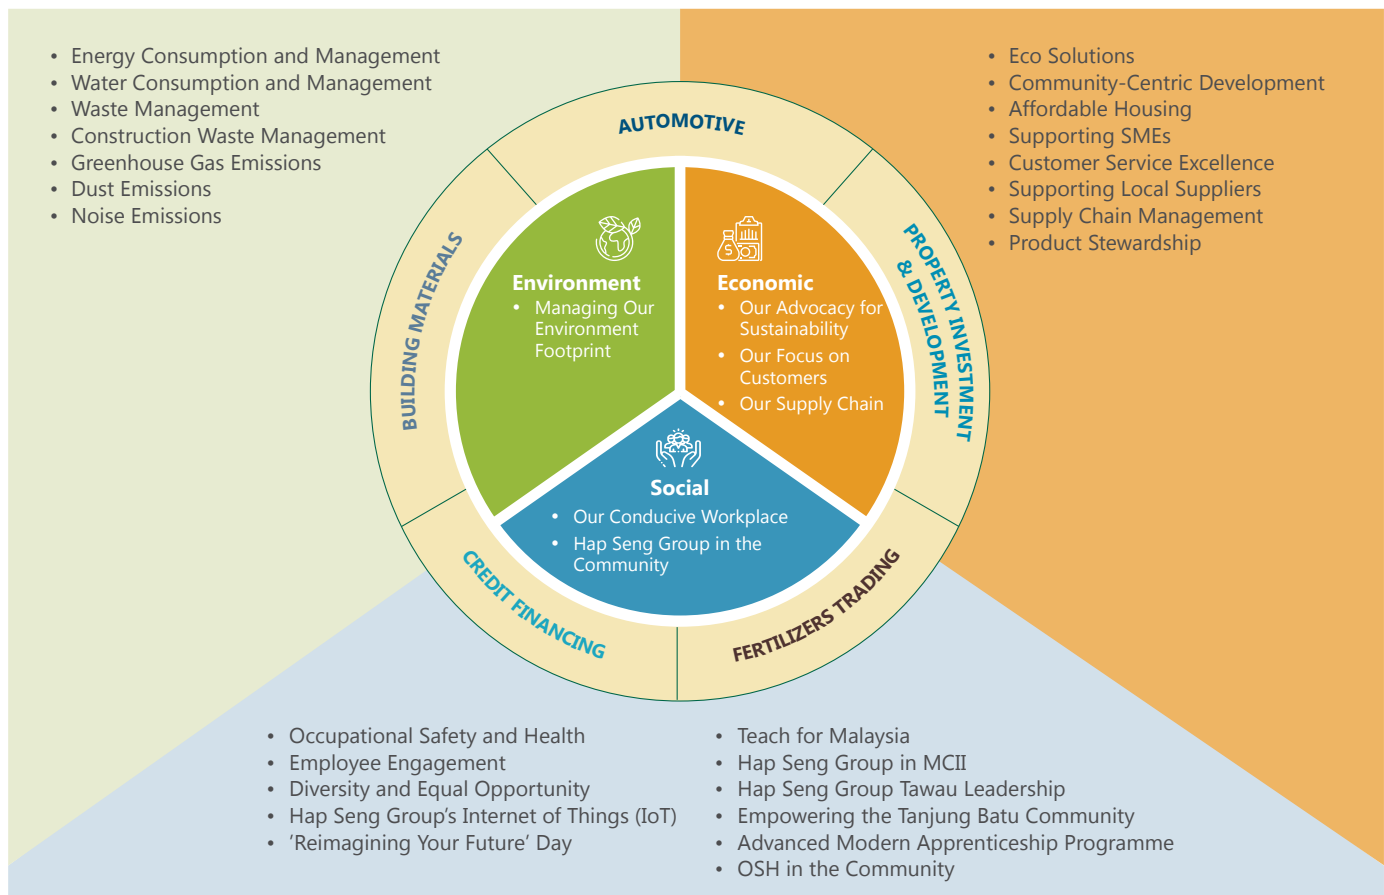 • Energy Consumption and Management
• Water Consumption and Management
• Waste Management
• Construction Waste Management
• Greenhouse Gas Emissions
• Dust Emissions
• Noise Emissions
• Eco Solutions
• Community-Centric Development
• Affordable Housing
• Supporting SMEs
• Customer Service Excellence
• Supporting Local Suppliers
• Supply Chain Management
• Product Stewardship
AUTOMOTIVE
BUILDING MATERIALS
PROPERTY INVESTMENT
& DEVELOPMENT
CREDIT FINANCING
FERTILIZERS TRADING
Environment
• Managing Our
Environment
Footprint
$
Economic
• Our Advocacy for
Sustainability
• Our Focus on
Customers
• Our Supply Chain
Social
• Our Conducive Workplace
• Hap Seng Group in the
Community
• Occupational Safety and Health
• Employee Engagement
• Diversity and Equal Opportunity
• Hap Seng Group’s Internet of Things (IoT)
• ’Reimagining Your Future’ Day
• Teach for Malaysia
• Hap Seng Group in MCII
• Hap Seng Group Tawau Leadership
• Empowering the Tanjung Batu Community
• Advanced Modern Apprenticeship Programme
• OSH in the Community